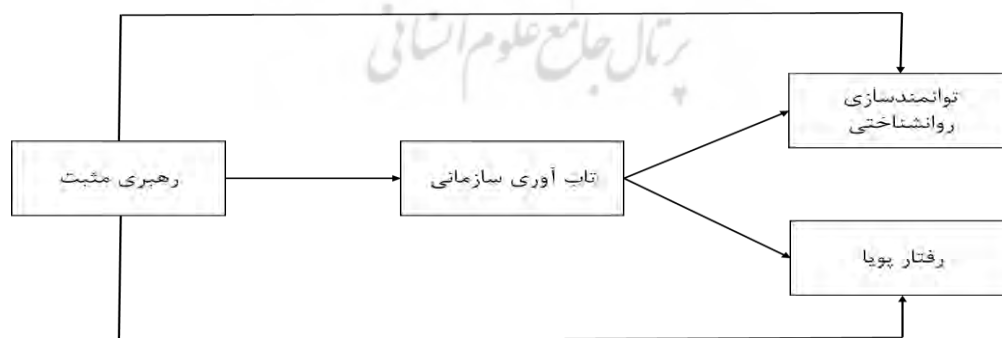 پرتال جامع علوم انسانی
توانمندسازی
روانشناختی
رهبری مثبت
تاب آوری سازمانی
رفتار پویا